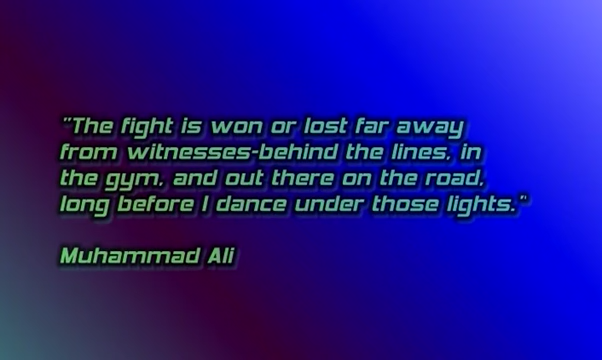 "The fight is won or lost far away
from witnesses-behind the lines, in
the gym, and out there on the road,
long before I dance under those lights."
Muhammad Ali